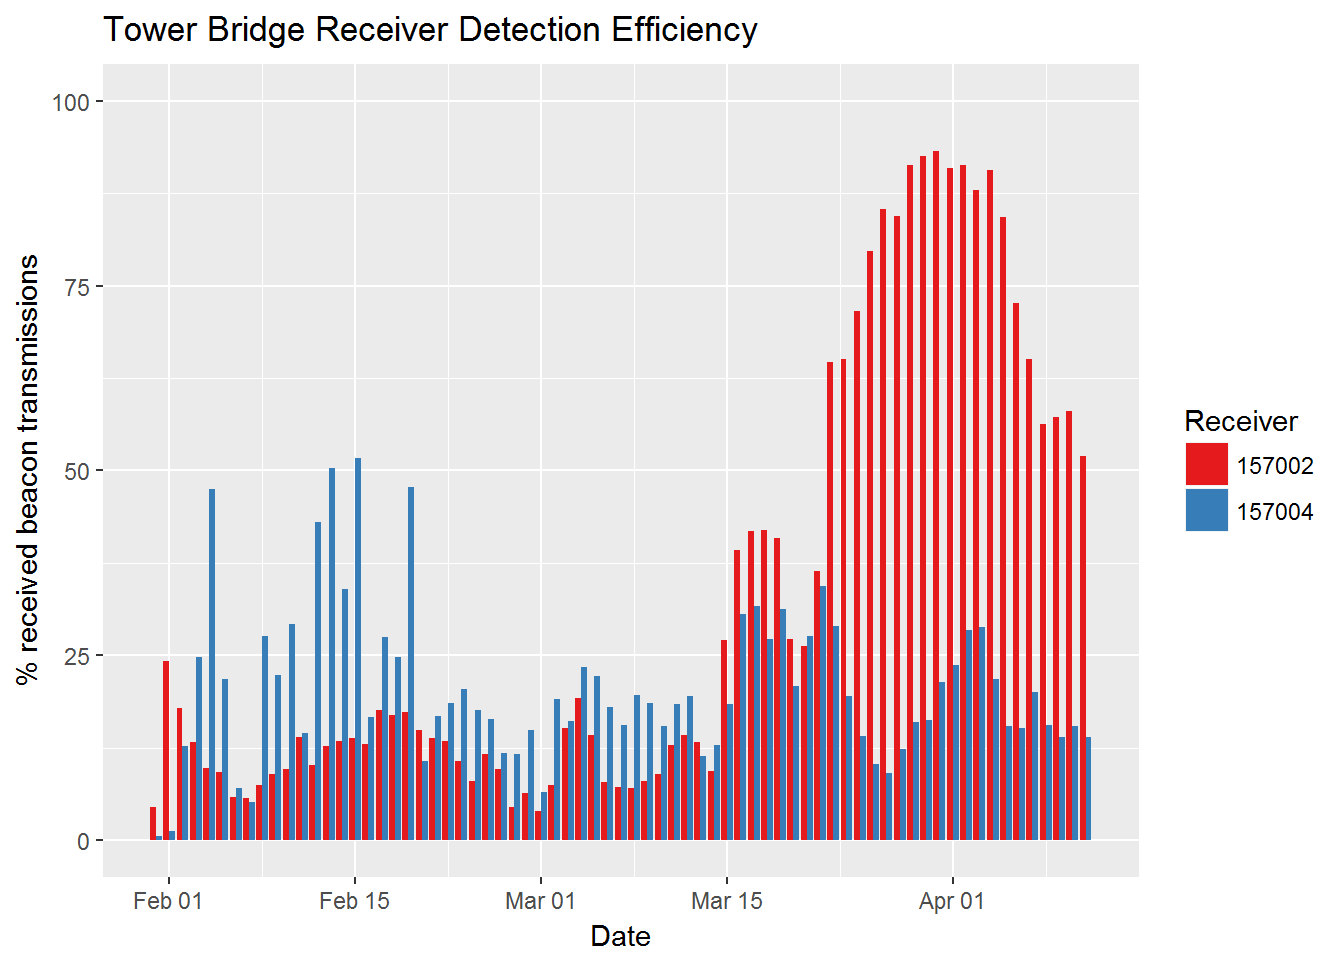 Tower Bridge Receiver Detection Efficiency
100
75
50
25
0
% received beacon transmissions
Feb 01
Feb 15
Mar 01
Mar 15
Apr 01
Date
Receiver
157002
157004